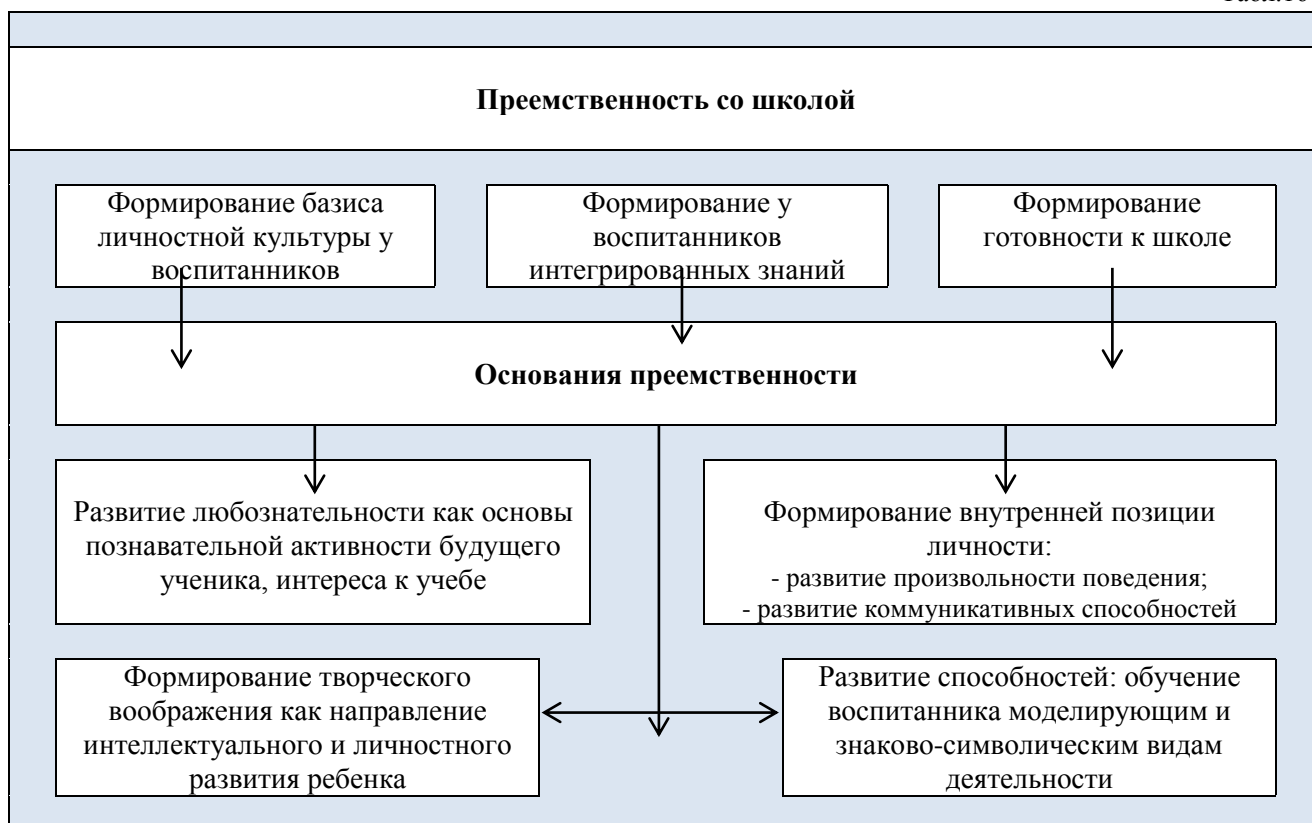 Преемственность со школой
Формирование базиса
личностной культуры у
воспитанников
Формирование у
воспитанников
интегрированных знаний
Формирование
готовности к школе
Основания преемственности
Развитие любознательности как основы
познавательной активности будущего
ученика, интереса к учебе
Формирование внутренней позиции
личности:
- развитие произвольности поведения;
- развитие коммуникативных способностей
Формирование творческого
воображения как направление
интеллектуального и личностного
развития ребенка
Развитие способностей: обучение
воспитанника моделирующим и
знаково-символическим видам
деятельности